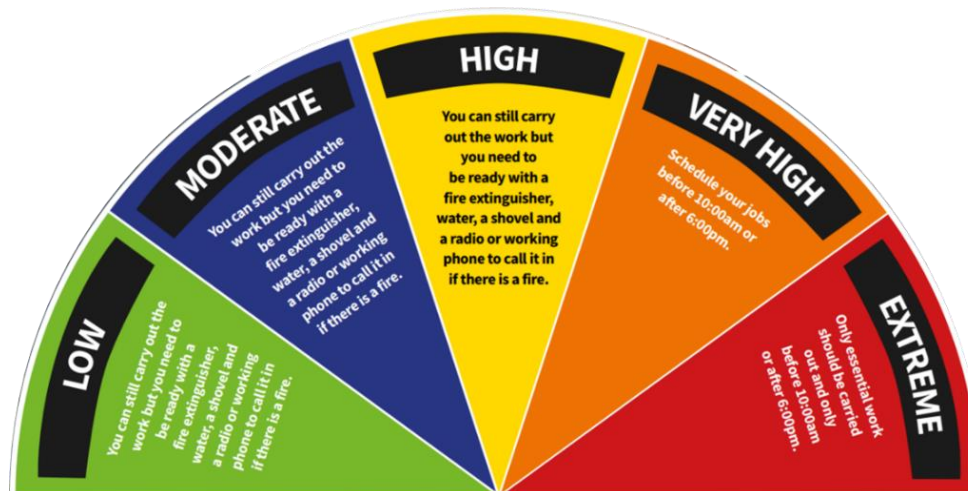 LOW
You can still carry out the
work but you need to
be ready with a
fire extinguisher,
water, a shovel and
a radio or working
phone to call it in
if there is a fire.
MODERATE
You can still carry out the
work but you need to
be ready with a
fire extinguisher,
water, a shovel and
a radio or working
phone to call it in
if there is a fire.
HIGH
You can still carry
out the work but
you need to
be ready with a
fire extinguisher,
water, a shovel and
a radio or working
phone to call it in
if there is a fire.
VERY HIGH
Schedule your jobs
before 10:00am or
after 6:00pm.
EXTREME
Only essential work
should be carried
out and only
before 10:00am
or after 6:00pm.